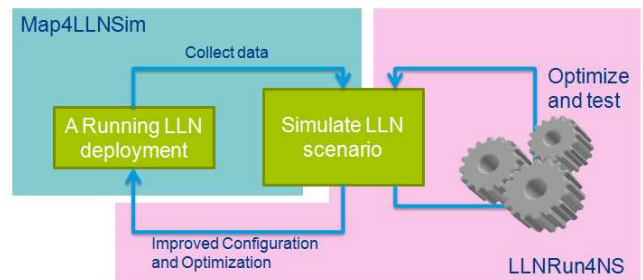 Map4LLNSim
Collect data
Optimize
and test
A Running LLN
deployment
Simulate LLN
scenario
Improved Configuration
and Optimization
LLNRun4NS